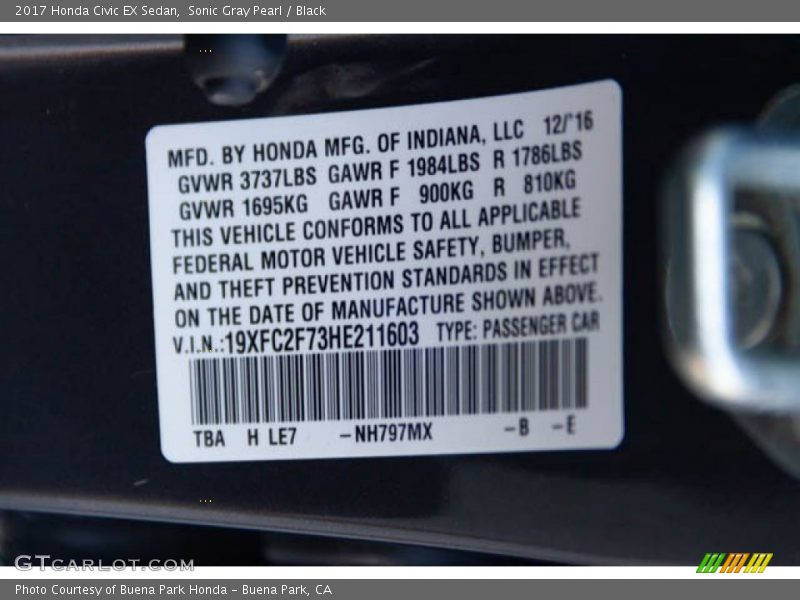 2017 Honda Civic EX Sedan,  Sonic Gray Pearl / Black
MFD. BY HONDA MFG. OF INDIANA, LLC 12/'16
GVWR 3737LBS GAWR F 1984LBS R 1786LBS
GVWR 1695KG GAWR F 900KG R 810KG
THIS VEHICLE CONFORMS TO ALL APPLICABLE
FEDERAL MOTOR VEHICLE SAFETY, BUMPER,
AND THEFT PREVENTION STANDARDS IN EFFECT
ON THE DATE OF MANUFACTURE SHOWN ABOVE.
V.I.N.:19XFC2F73HE211603 TYPE: PASSENGER CAR
TBA H LE7 -NH797MX -B -E
GTCARLOT.COM
Photo Courtesy of Buena Park Honda - Buena Park, CA